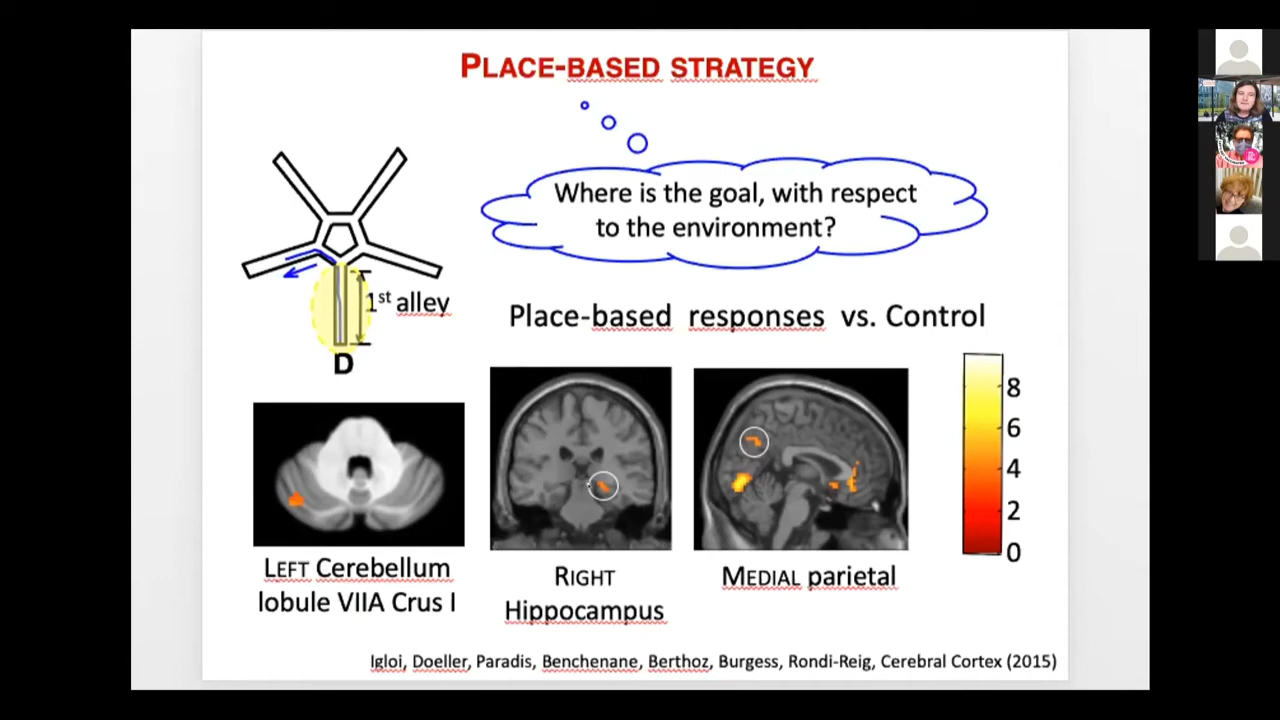 PLACE-BASED STRATEGY
Where is the goal, with respect
to the environment?
1st alley
D
Place-based responses vs. Control
8
6
4
2
0
LEFT Cerebellum
lobule VIIA Crus I
RIGHT
Hippocampus
MEDIAL parietal
Igloi, Doeller, Paradis, Benchenane, Berthoz, Burgess, Rondi-Reig, Cerebral Cortex (2015)